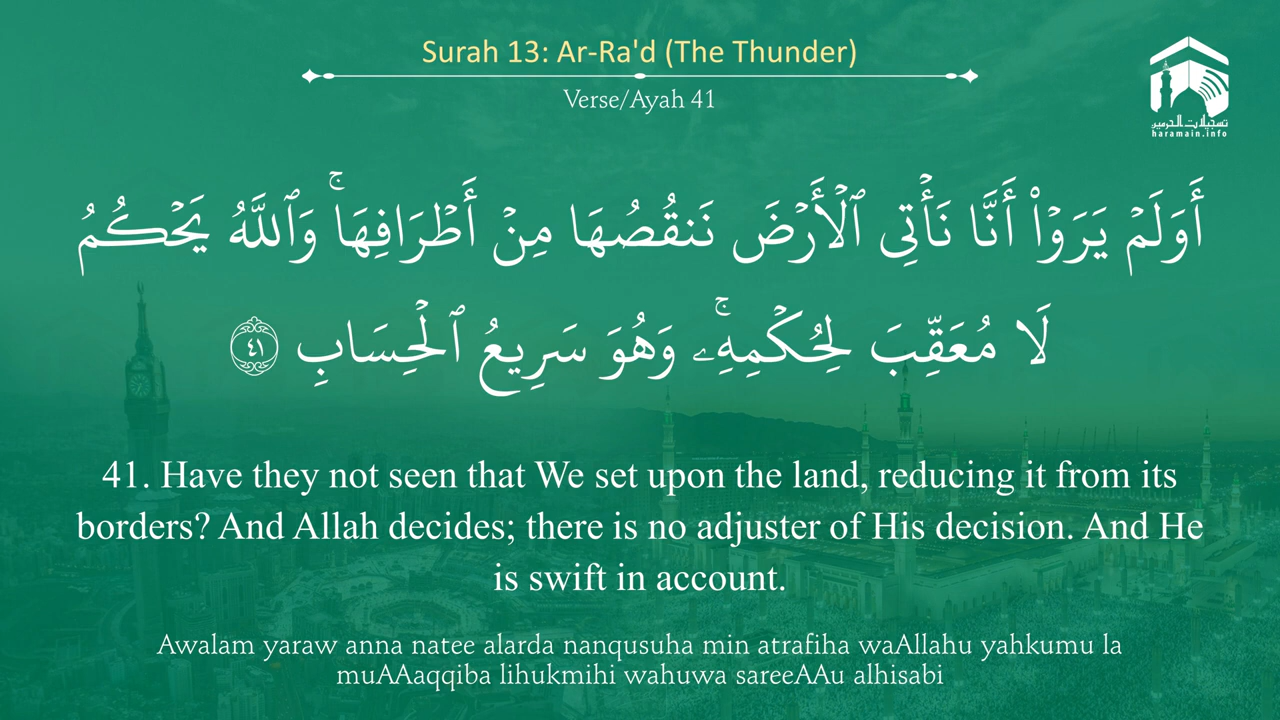 Surah 13: Ar-Ra'd (The Thunder)
Verse/Ayah 41
تسجيلات الحرمين
haramain.info
أَوَلَمۡ يَرَوۡاْ أَنَّا نَأۡتِي ٱلۡأَرۡضَ نَنقُصُهَا مِنۡ أَطۡرَافِهَاۚ وَٱللَّهُ يَحۡكُمُ
لَا مُعَقِّبَ لِحُكۡمِهِۦۚ وَهُوَ سَرِيعُ ٱلۡحِسَابِ ٤١
41. Have they not seen that We set upon the land, reducing it from its
borders? And Allah decides; there is no adjuster of His decision. And He
is swift in account.
Awalam yaraw anna natee alarda nanqusuha min atrafiha waAllahu yahkumu la
muAAaqqiba lihukmihi wahuwa sareeAAu alhisabi